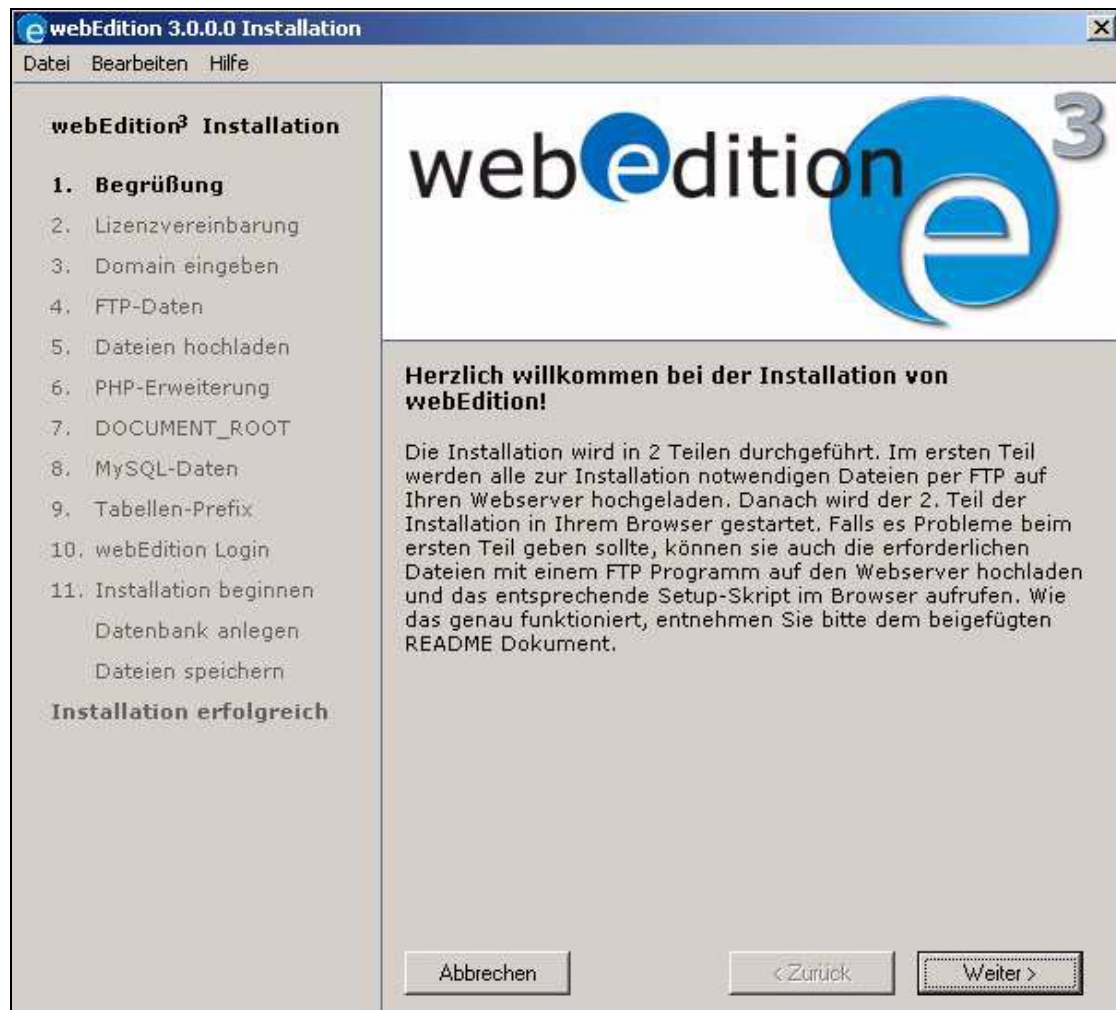 webEdition 3.0.0.0 Installation
Datei Bearbeiten Hilfe
webEdition³ Installation
1. Begrüßung
2. Lizenzvereinbarung
3. Domain eingeben
4. FTP-Daten
5. Dateien hochladen
6. PHP-Erweiterung
7. DOCUMENT_ROOT
8. MySQL-Daten
9. Tabellen-Prefix
10. webEdition Login
11. Installation beginnen
Datenbank anlegen
Dateien speichern
Installation erfolgreich
webedition e 3
Herzlich willkommen bei der Installation von
webEdition!
Die Installation wird in 2 Teilen durchgeführt. Im ersten Teil
werden alle zur Installation notwendigen Dateien per FTP auf
Ihren Webserver hochgeladen. Danach wird der 2. Teil der
Installation in Ihrem Browser gestartet. Falls es Probleme beim
ersten Teil geben sollte, können sie auch die erforderlichen
Dateien mit einem FTP Programm auf den Webserver hochladen
und das entsprechende Setup-Skript im Browser aufrufen. Wie
das genau funktioniert, entnehmen Sie bitte dem beigefügten
README Dokument.
Abbrechen
< Zurück
Weiter >